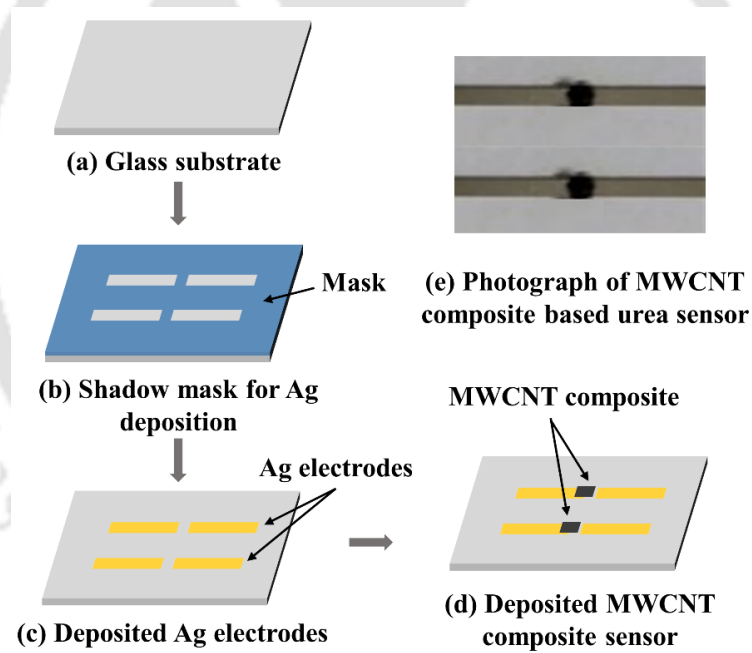 (a) Glass substrate
Mask
(b) Shadow mask for Ag
deposition
Ag electrodes
(c) Deposited Ag electrodes
(e) Photograph of MWCNT
composite based urea sensor
MWCNT composite
(d) Deposited MWCNT
composite sensor